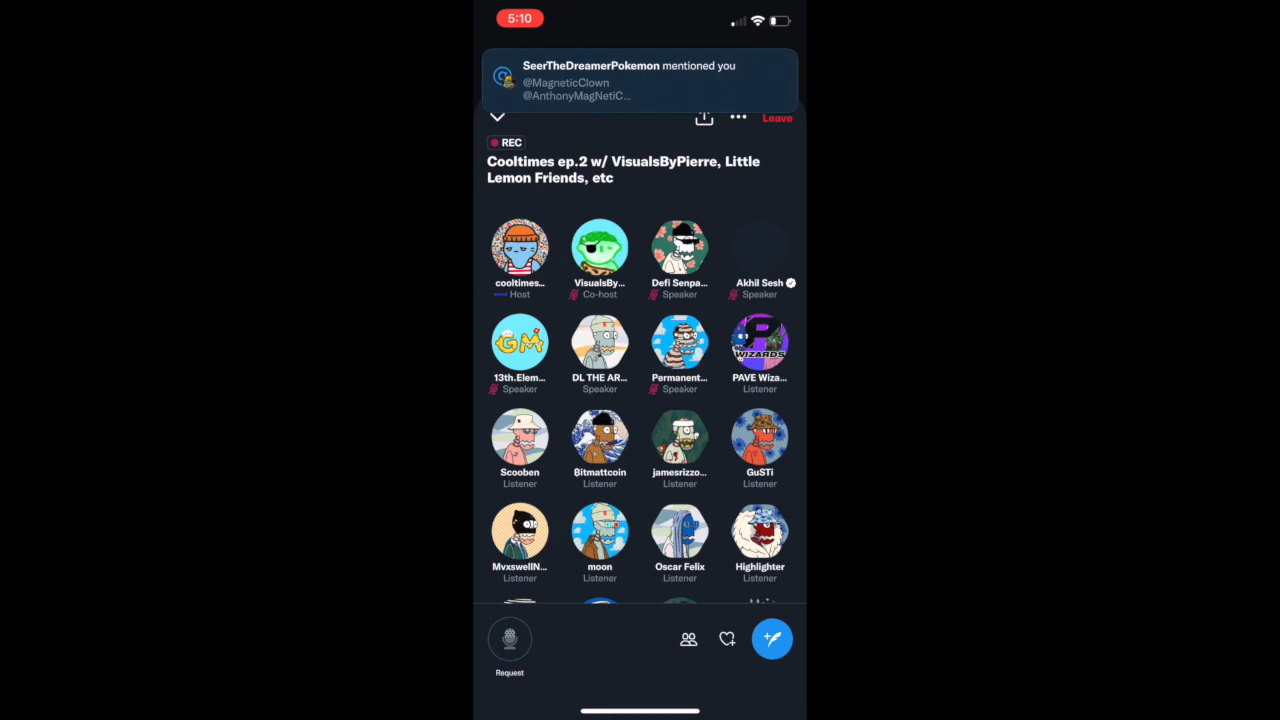 5:10
SeerTheDreamerPokemon mentioned you
@MagneticClown
@AnthonyMagNetiC...
Leave
REC
Cooltimes ep.2 w/ VisualsByPierre, Little
Lemon Friends, etc
cooltimes.. VisualsBy... Defi Senpa... Akhil Sesh
Host Co-host Speaker Speaker
GM
WIZARDS
13th.Elem... DL THE AR... Permanent... PAVE Wiza...
Speaker Speaker Speaker Listener
Scooben ₿itmattcoin jamesrizzo... GuSTi
Listener Listener Listener Listener
MvxswellN... moon Oscar Felix Highlighter
Listener Listener Listener Listener
Request